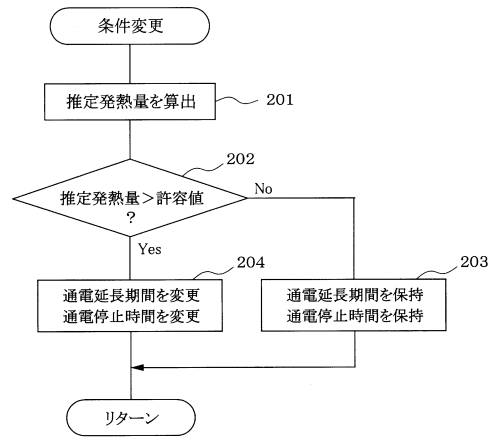 条件変更
推定発熱量を算出
201
202
推定発熱量＞許容値
？
No
Yes
204
203
通電延長期間を変更
通電停止時間を変更
通電延長期間を保持
通電停止時間を保持
リターン